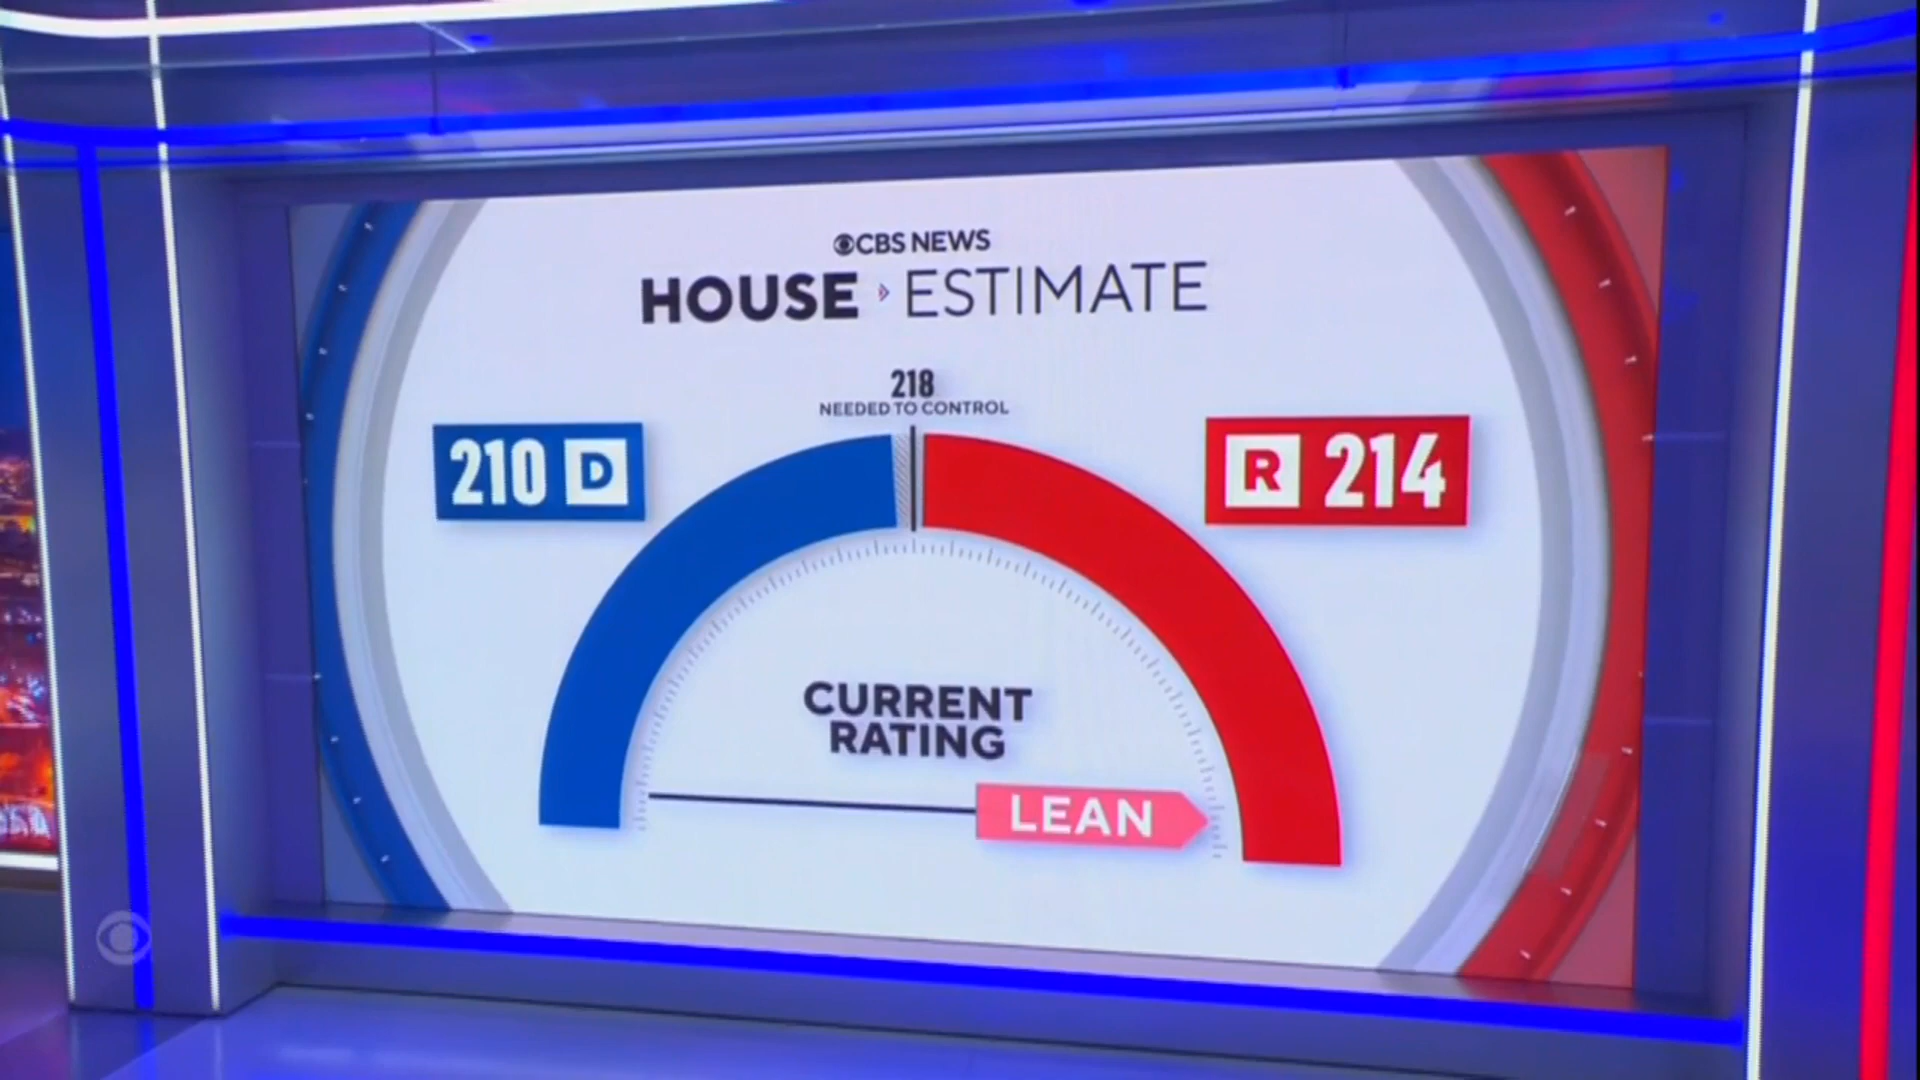 CBS NEWS
HOUSE ESTIMATE
218
NEEDED TO CONTROL
210 D
R 214
CURRENT
RATING
LEAN